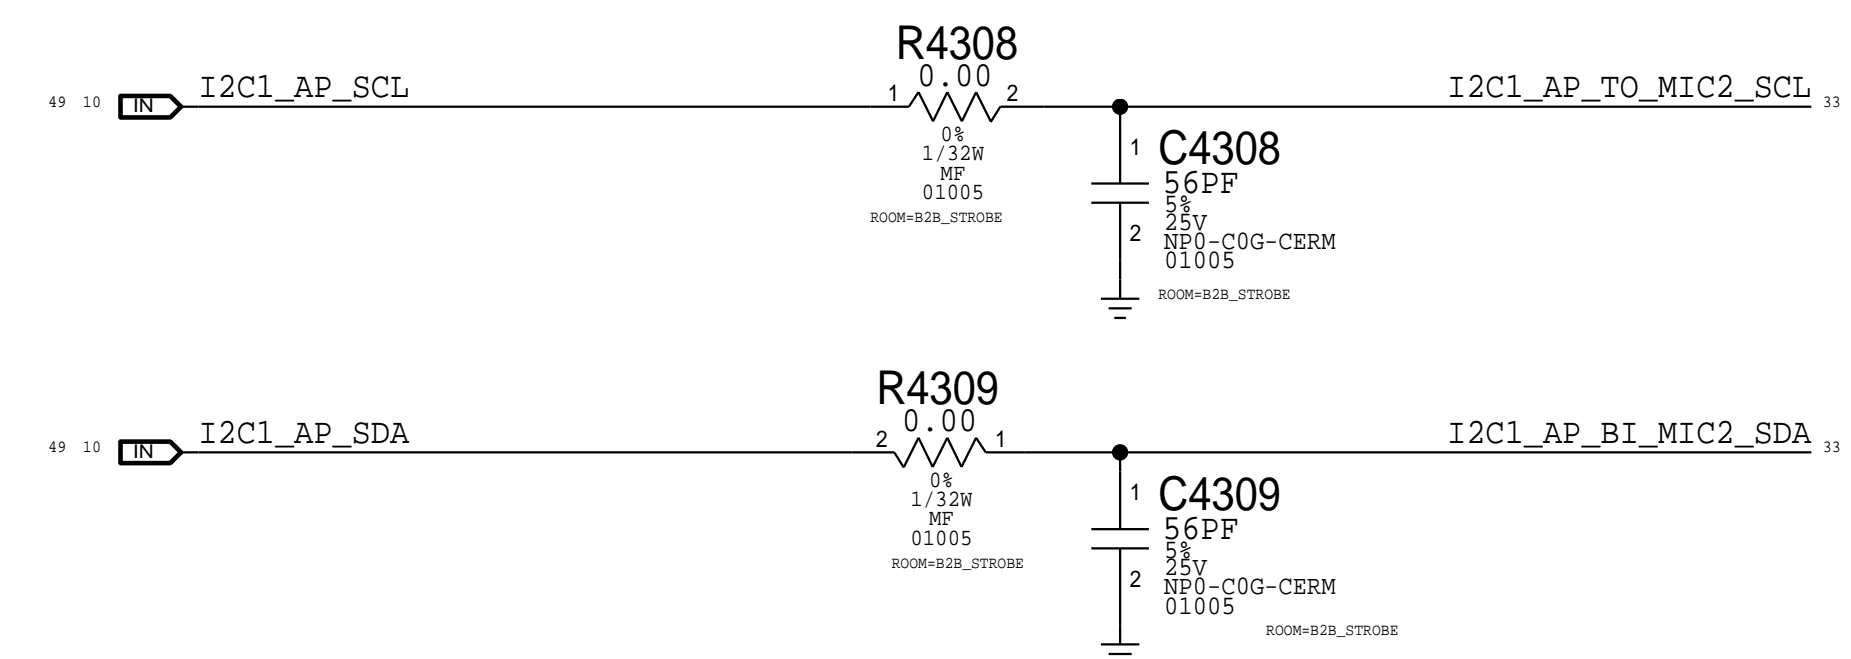 R4308
0.00
49 10 IN I2C1_AP_SCL 1 2 I2C1_AP_TO_MIC2_SCL 33
0%
1/32W
MF
01005
ROOM=B2B_STROBE
1 C4308
56PF
5%
25V
2 NP0-C0G-CERM
01005
ROOM=B2B_STROBE
R4309
0.00
49 10 IN I2C1_AP_SDA 2 1 I2C1_AP_BI_MIC2_SDA 33
0%
1/32W
MF
01005
ROOM=B2B_STROBE
1 C4309
56PF
5%
25V
2 NP0-C0G-CERM
01005
ROOM=B2B_STROBE